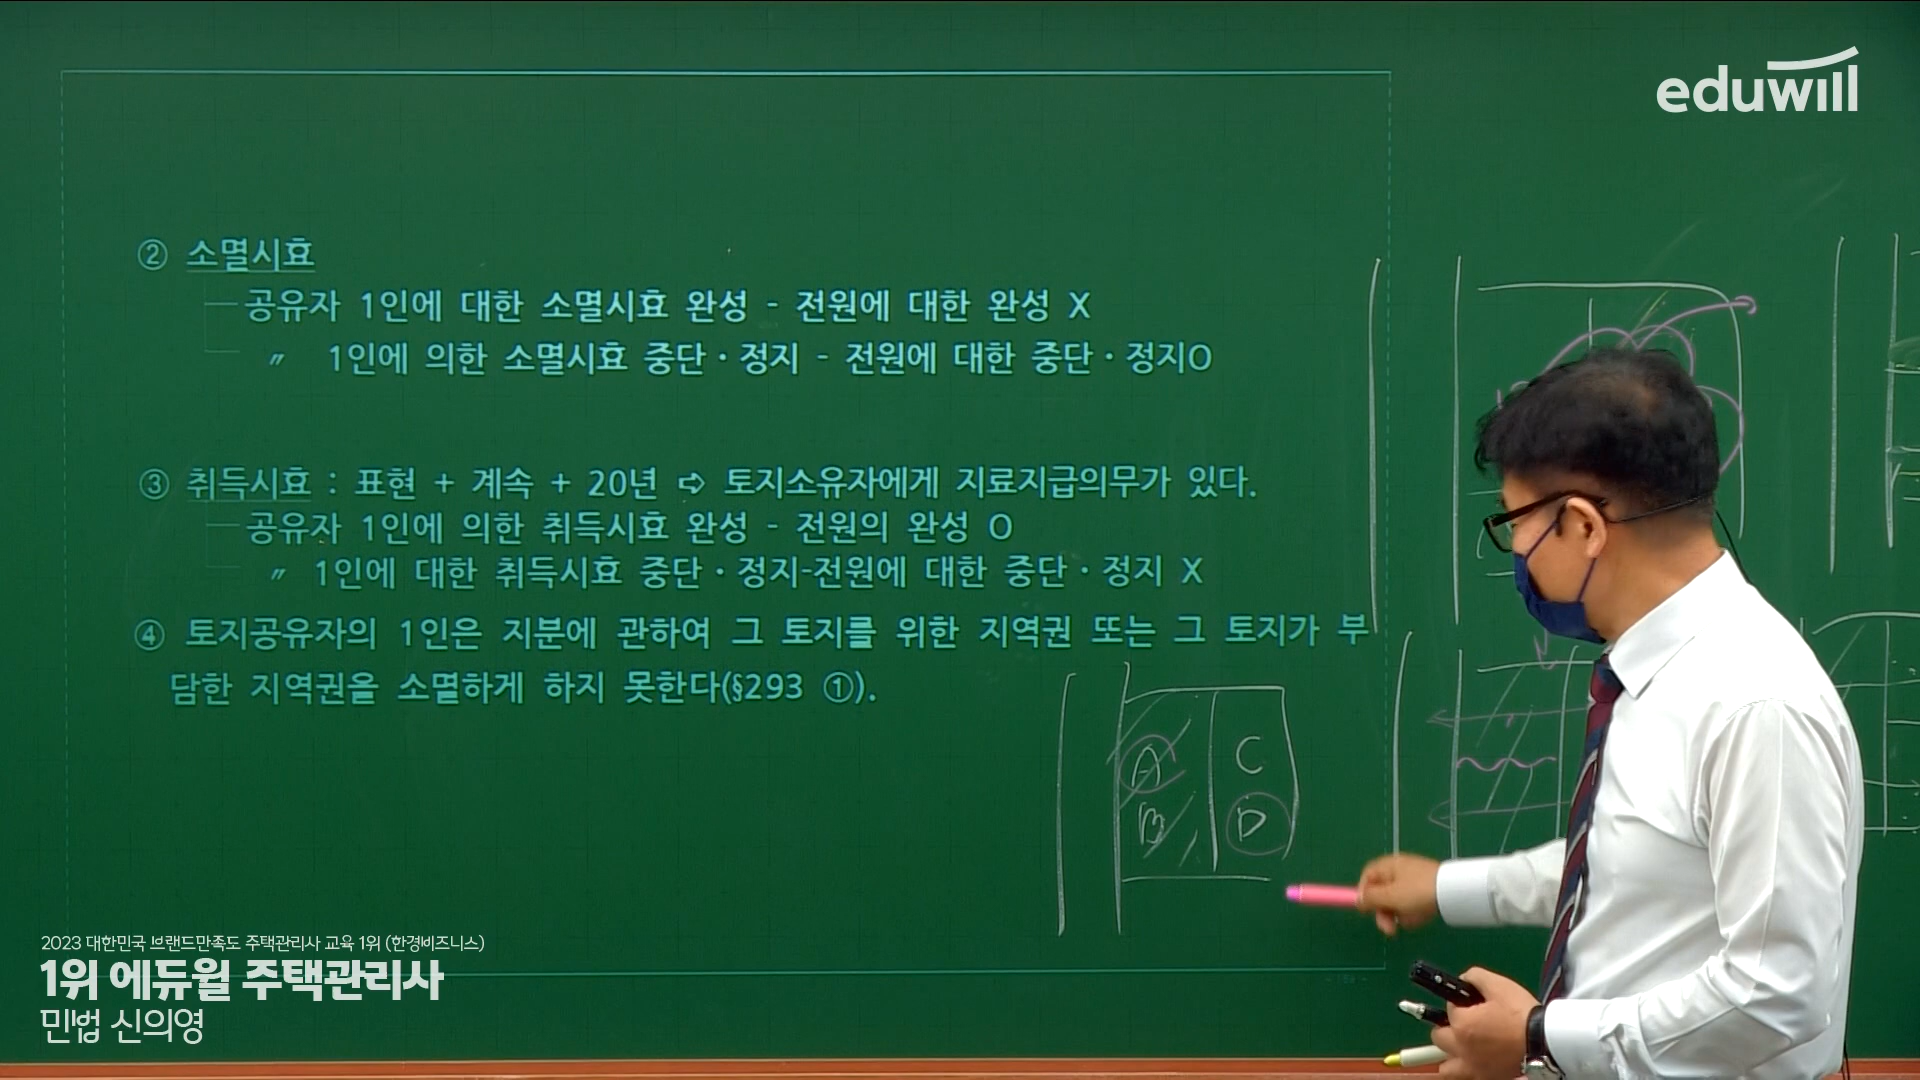 eduwill
② 소멸시효
공유자 1인에 대한 소멸시효 완성 - 전원에 대한 완성 X
〃 1인에 의한 소멸시효 중단·정지 - 전원에 대한 중단·정지O
③ 취득시효 : 표현 + 계속 + 20년 ⇨ 토지소유자에게 지료지급의무가 있다.
공유자 1인에 의한 취득시효 완성 - 전원의 완성 O
〃 1인에 대한 취득시효 중단·정지-전원에 대한 중단·정지 X
④ 토지공유자의 1인은 지분에 관하여 그 토지를 위한 지역권 또는 그 토지가 부
담한 지역권을 소멸하게 하지 못한다(§293 ①).
A C
B D
2023 대한민국 브랜드만족도 주택관리사 교육 1위 (한경비즈니스)
1위 에듀윌 주택관리사
민법 신의영